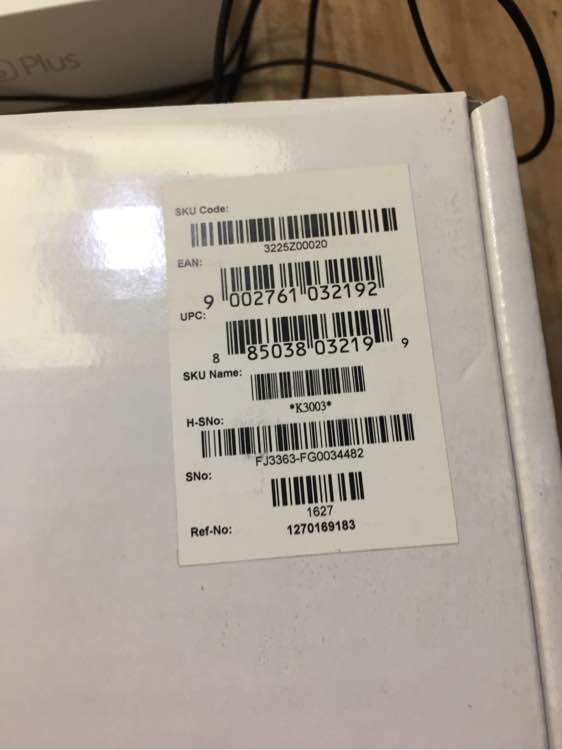 Plus
SKU Code:
3225Z00020
EAN:
9 002761 032192
UPC:
8 85038 03219 9
SKU Name:
*K3003*
H-SNo:
FJ3363-FG0034482
SNo:
1627
Ref-No: 1270169183